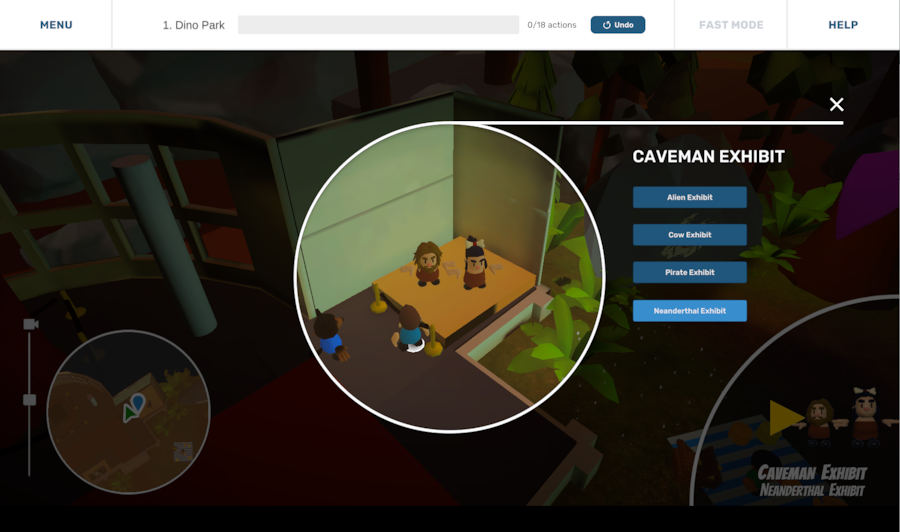 MENU
1. Dino Park
0/18 actions
Undo
FAST MODE
HELP
CAVEMAN EXHIBIT
Alien Exhibit
Cow Exhibit
Pirate Exhibit
Neanderthal Exhibit
Caveman Exhibit
Neanderthal Exhibit